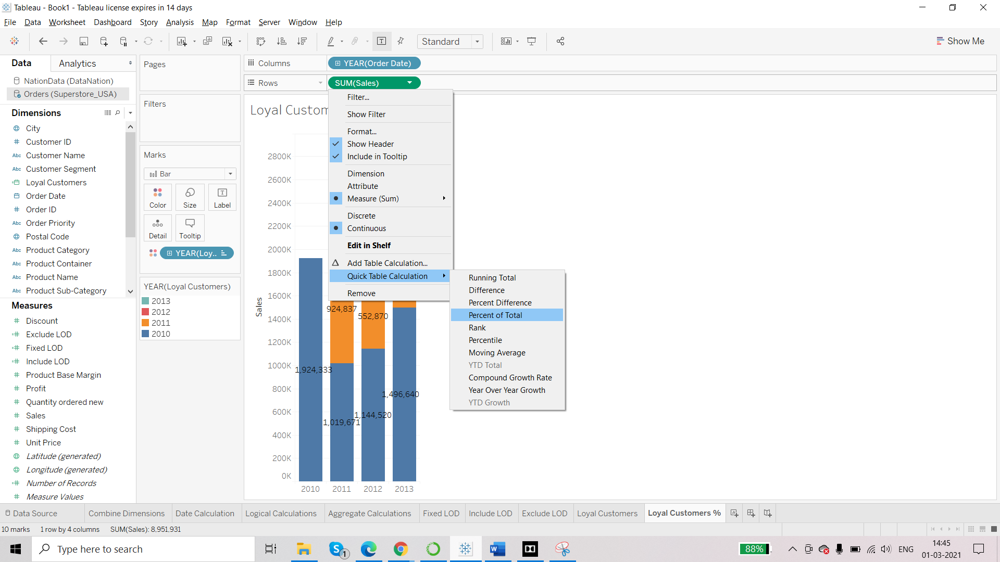 Tableau - Book1 - Tableau license expires in 14 days
File Data Worksheet Dashboard Story Analysis Map Format Server Window Help
Standard
Show Me
Data
Analytics
NationData (DataNation)
Orders (Superstore_USA)
Dimensions
City
Customer ID
Abc Customer Name
Abc Customer Segment
Loyal Customers
Order Date
Order ID
Abc Order Priority
Postal Code
Abc Product Category
Abc Product Container
Abc Product Name
Abc Product Sub-Category
Measures
Discount
Exclude LOD
Fixed LOD
Include LOD
Product Base Margin
Profit
Quantity ordered new
Sales
Shipping Cost
Unit Price
Latitude (generated)
Longitude (generated)
Number of Records
Measure Values
Pages
Filters
Marks
Bar
Color
Size
Label
Detail
Tooltip
YEAR(Loy..
YEAR(Loyal Customers)
2013
2012
2011
2010
Columns
YEAR(Order Date)
Rows
SUM(Sales)
Loyal Custom
Sales
2800K
2600K
2400K
2200K
2000K
1800K
1600K
1400K
1200K
1000K
800K
600K
400K
200K
0K
924,837
552,870
1,924,333
1,496,640
1,144,520
1,019,671
2010 2011 2012 2013
Filter...
Show Filter
Format...
Show Header
Include in Tooltip
Dimension
Attribute
Measure (Sum)
Discrete
Continuous
Edit in Shelf
Add Table Calculation...
Quick Table Calculation
Remove
Running Total
Difference
Percent Difference
Percent of Total
Rank
Percentile
Moving Average
YTD Total
Compound Growth Rate
Year Over Year Growth
YTD Growth
Data Source
Combine Dimensions
Date Calculation
Logical Calculations
Aggregate Calculations
Fixed LOD
Include LOD
Exclude LOD
Loyal Customers
Loyal Customers %
10 marks 1 row by 4 columns SUM(Sales): 8,951,931
Type here to search
1
88%
ENG
14:45
01-03-2021